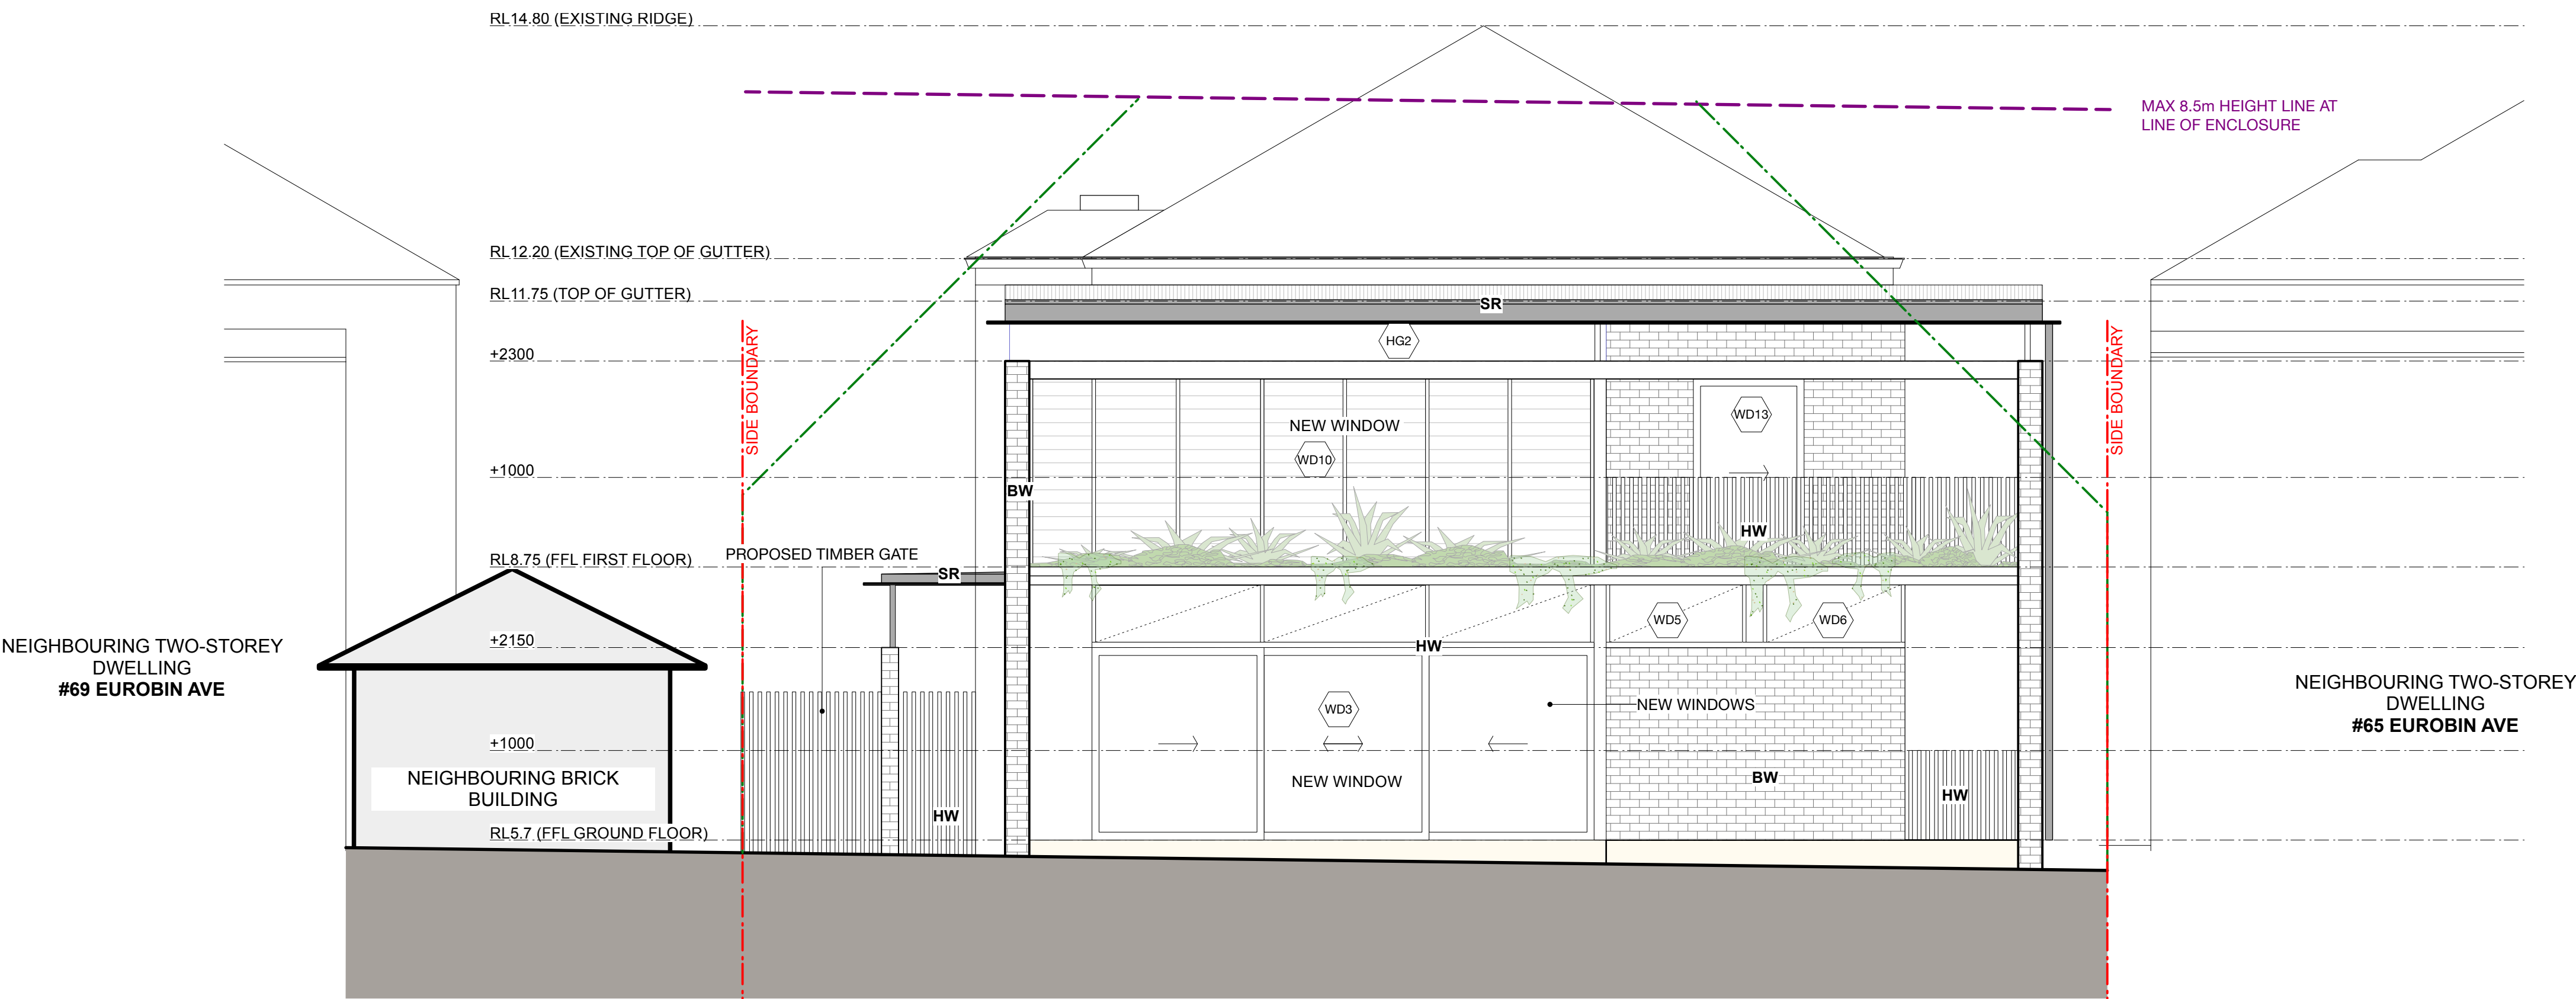 RL14.80 (EXISTING RIDGE)
MAX 8.5m HEIGHT LINE AT
LINE OF ENCLOSURE
RL12.20 (EXISTING TOP OF GUTTER)
RL11.75 (TOP OF GUTTER)
SR
HG2
+2300
SIDE BOUNDARY
SIDE BOUNDARY
WD13
NEW WINDOW
WD10
+1000
BW
HW
RL8.75 (FFL FIRST FLOOR)
PROPOSED TIMBER GATE
SR
WD5
WD6
+2150
HW
NEIGHBOURING TWO-STOREY
DWELLING
#69 EUROBIN AVE
NEIGHBOURING TWO-STOREY
DWELLING
#65 EUROBIN AVE
WD3
NEW WINDOWS
+1000
NEIGHBOURING BRICK
BUILDING
NEW WINDOW
BW
HW
HW
RL5.7 (FFL GROUND FLOOR)